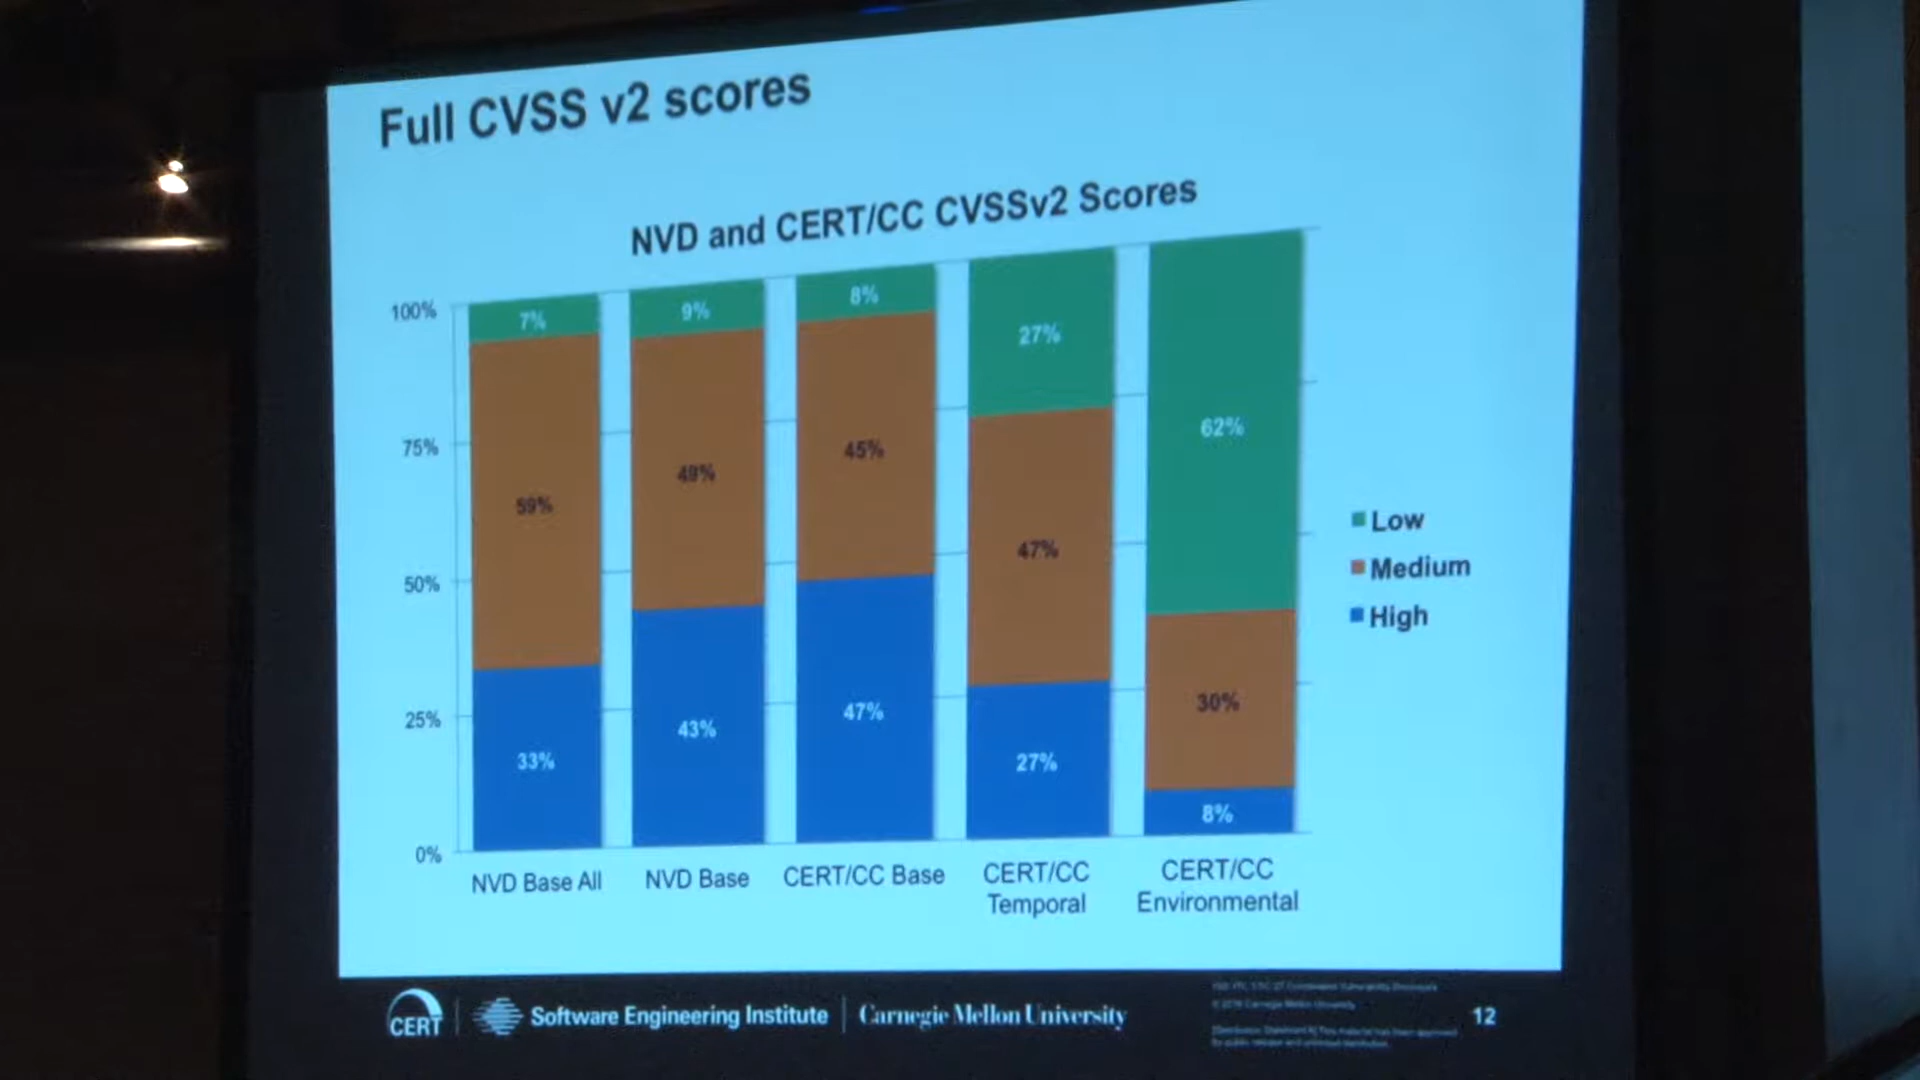 Full CVSS v2 scores
NVD and CERT/CC CVSSv2 Scores
100%
75%
50%
25%
0%
7%
59%
33%
9%
49%
43%
8%
45%
47%
27%
47%
27%
62%
30%
8%
NVD Base All
NVD Base
CERT/CC Base
CERT/CC
Temporal
CERT/CC
Environmental
Low
Medium
High
CERT
Software Engineering Institute
Carnegie Mellon University
12